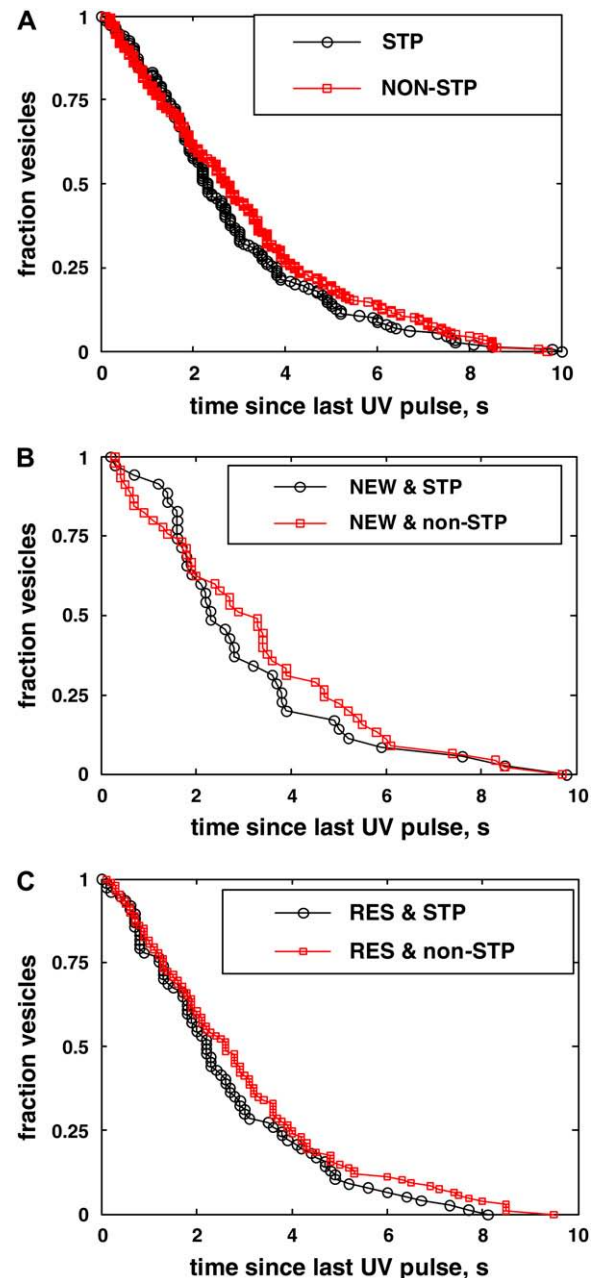 A
STP
NON-STP
1
0.75
0.5
0.25
0
0 2 4 6 8 10
fraction vesicles
time since last UV pulse, s
B
NEW & STP
NEW & non-STP
1
0.75
0.5
0.25
0
0 2 4 6 8 10
fraction vesicles
time since last UV pulse, s
C
RES & STP
RES & non-STP
1
0.75
0.5
0.25
0
0 2 4 6 8 10
fraction vesicles
time since last UV pulse, s